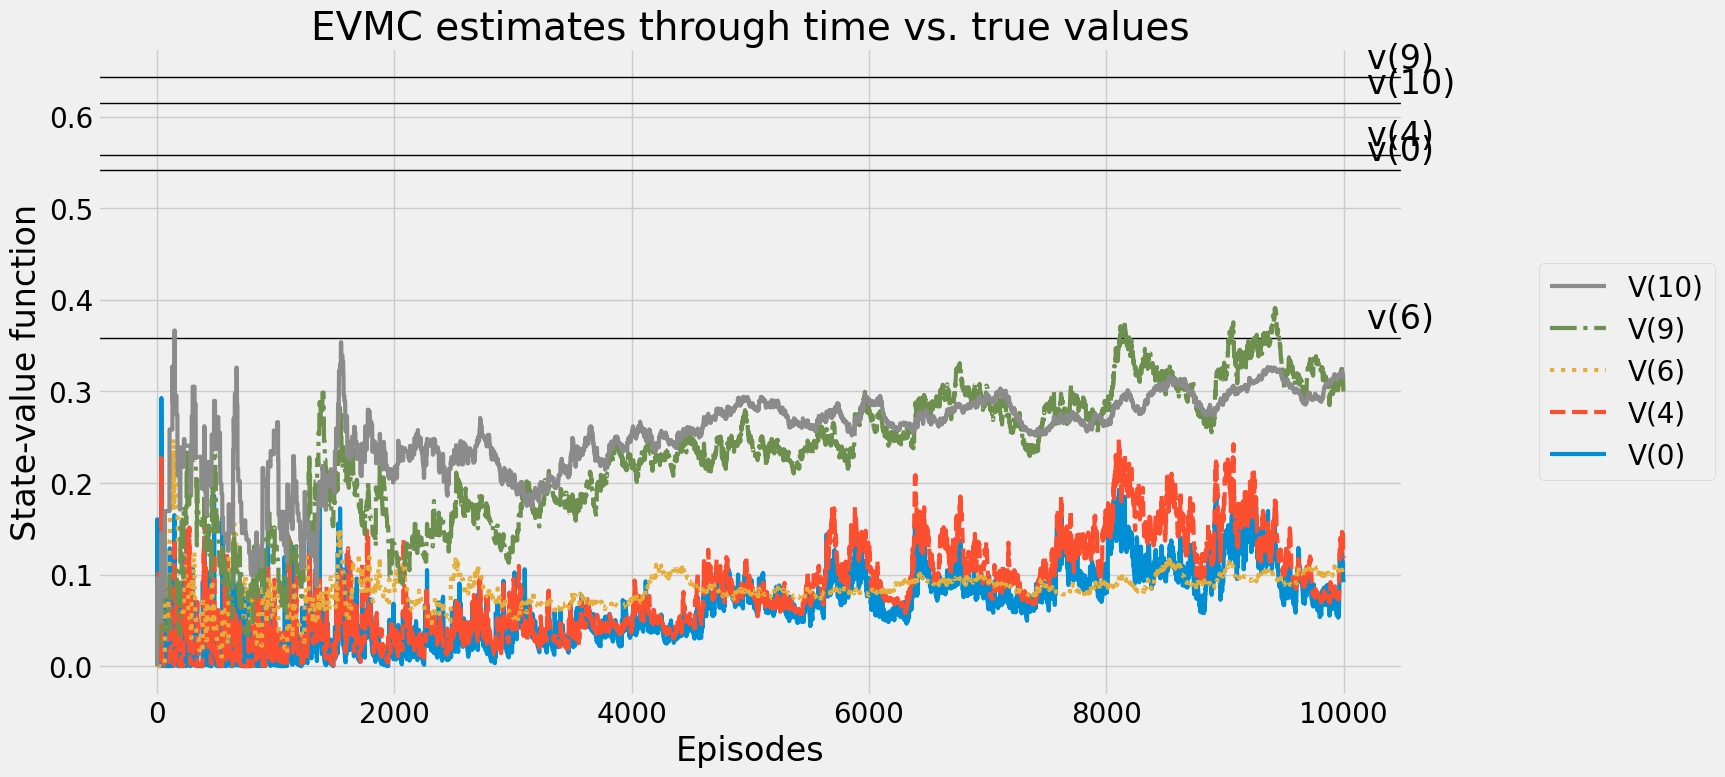 EVMC estimates through time vs. true values
v(9)
v(10)
v(4)
v(0)
v(6)
State-value function
0.6
0.5
0.4
0.3
0.2
0.1
0.0
0 2000 4000 6000 8000 10000
Episodes
V(10)
V(9)
V(6)
V(4)
V(0)